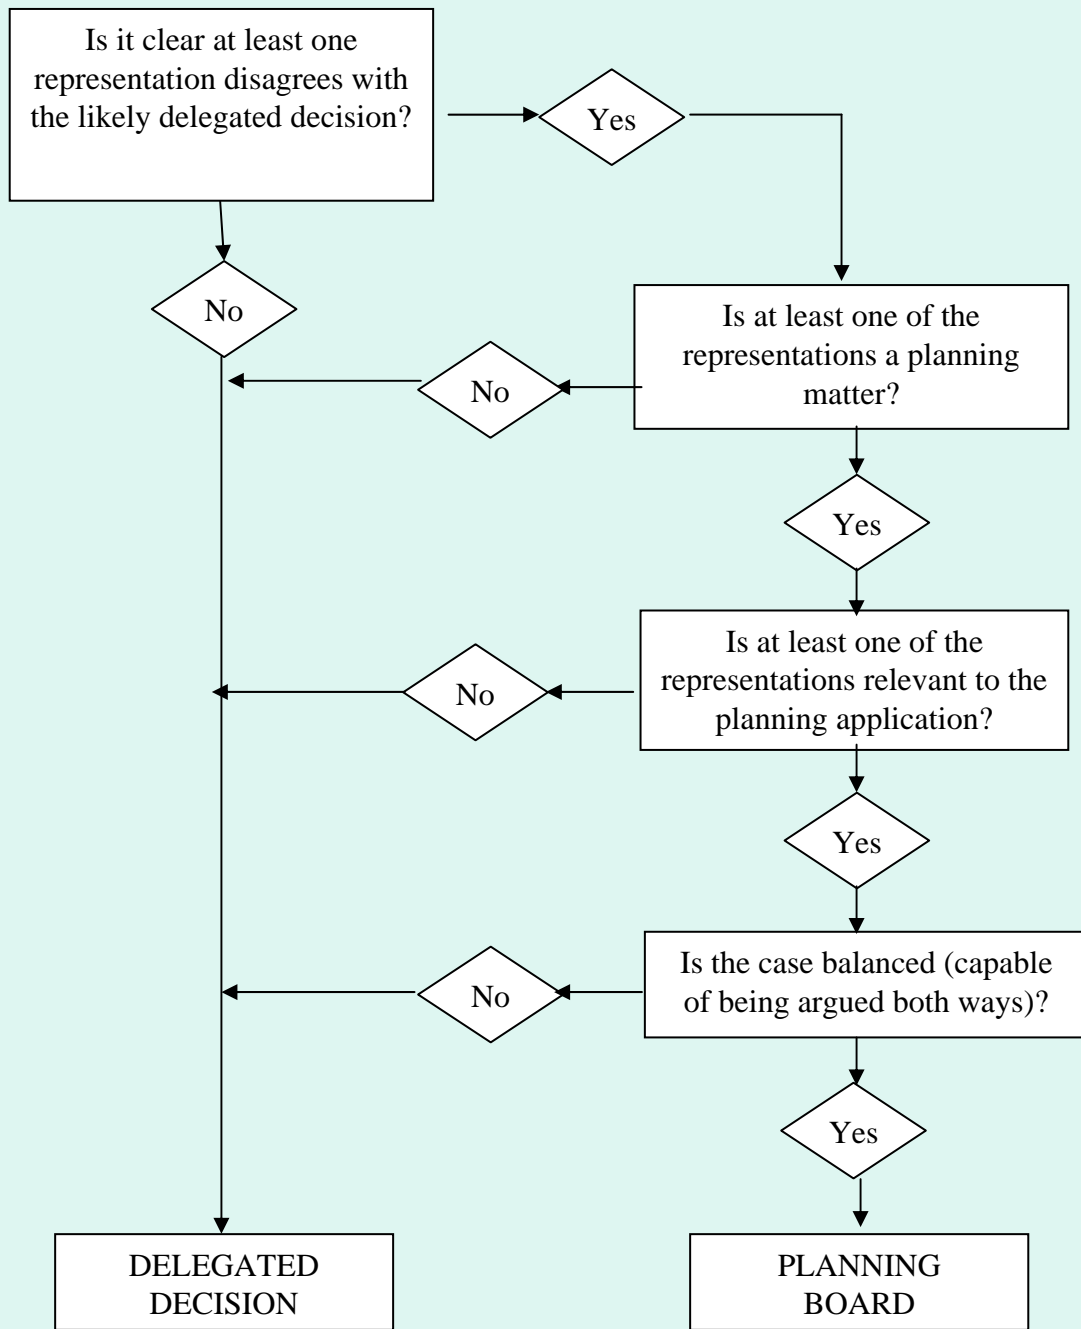 Is it clear at least one
representation disagrees with
the likely delegated decision?
Yes
No
Is at least one of the
representations a planning
matter?
No
Yes
Is at least one of the
representations relevant to the
planning application?
No
Yes
Is the case balanced (capable
of being argued both ways)?
No
Yes
DELEGATED
DECISION
PLANNING
BOARD